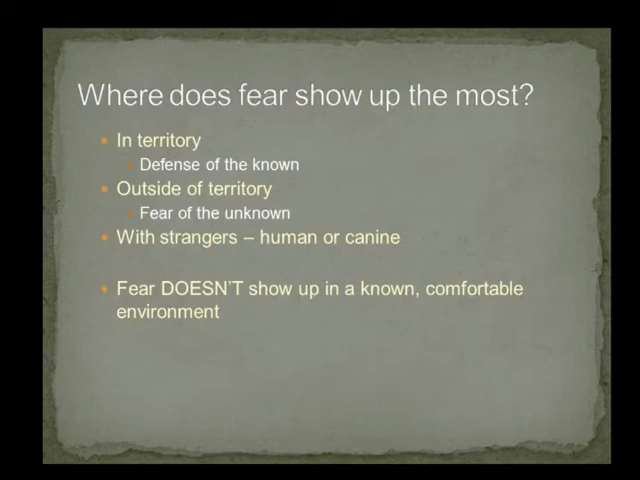 Where does fear show up the most?
• In territory
• Defense of the known
• Outside of territory
• Fear of the unknown
• With strangers – human or canine
• Fear DOESN'T show up in a known, comfortable
environment